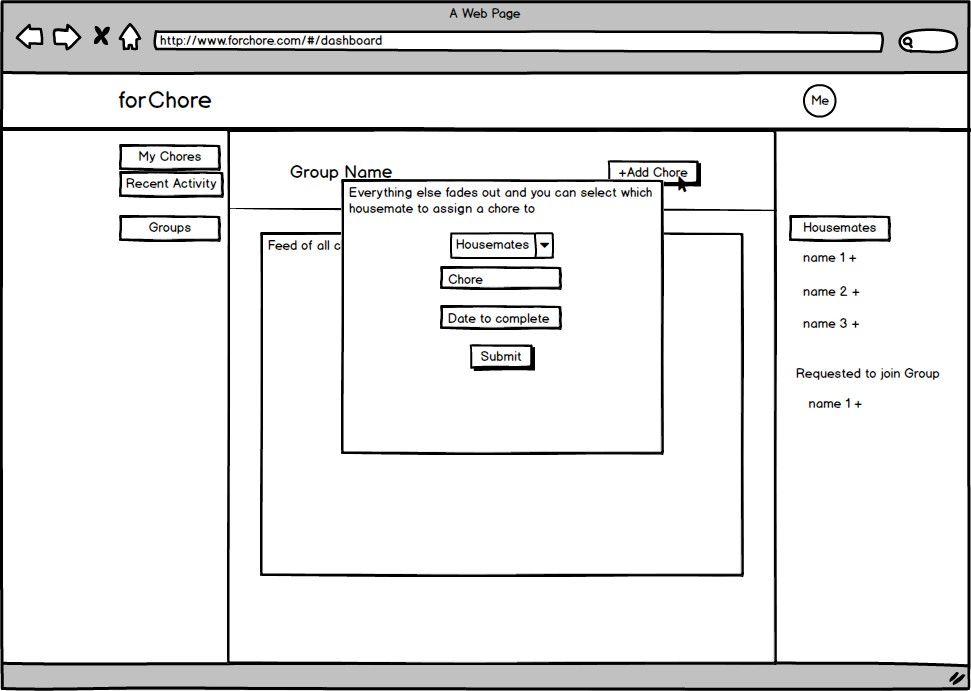 A Web Page
http://www.forchore.com/#/dashboard
forChore
Me
My Chores
Recent Activity
Groups
Group Name
+Add Chore
Feed of all c
Everything else fades out and you can select which
housemate to assign a chore to
Housemates
Chore
Date to complete
Submit
Housemates
name 1 +
name 2 +
name 3 +
Requested to join Group
name 1 +